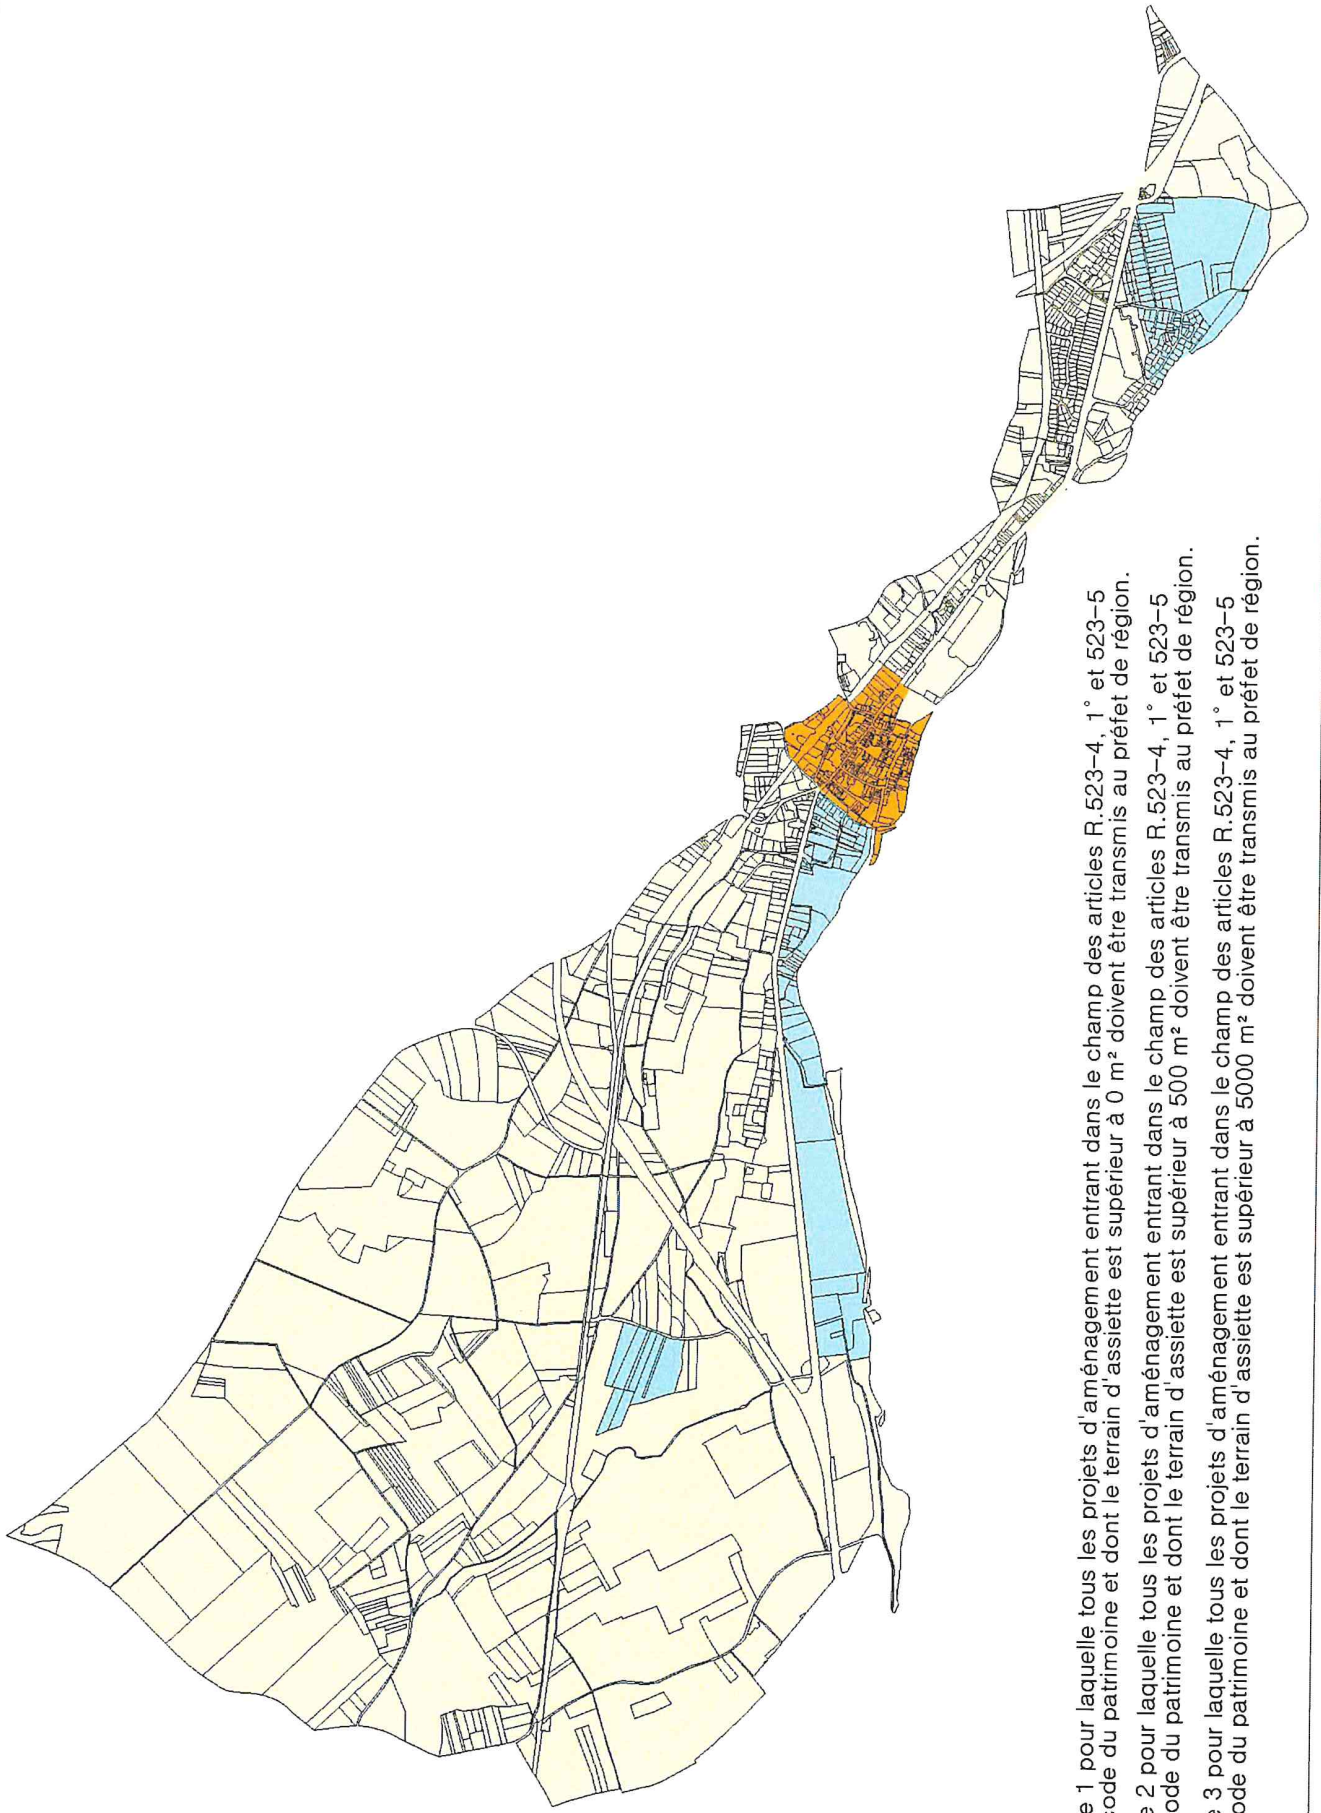 e 1 pour laquelle tous les projets d'aménagement entrant dans le champ des articles R.523-4, 1° et 523-5
code du patrimoine et dont le terrain d'assiette est supérieur à 0 m² doivent être transmis au préfet de région.
e 2 pour laquelle tous les projets d'aménagement entrant dans le champ des articles R.523-4, 1° et 523-5
ode du patrimoine et dont le terrain d'assiette est supérieur à 500 m² doivent être transmis au préfet de région.
e 3 pour laquelle tous les projets d'aménagement entrant dans le champ des articles R.523-4, 1° et 523-5
ode du patrimoine et dont le terrain d'assiette est supérieur à 5000 m² doivent être transmis au préfet de région.